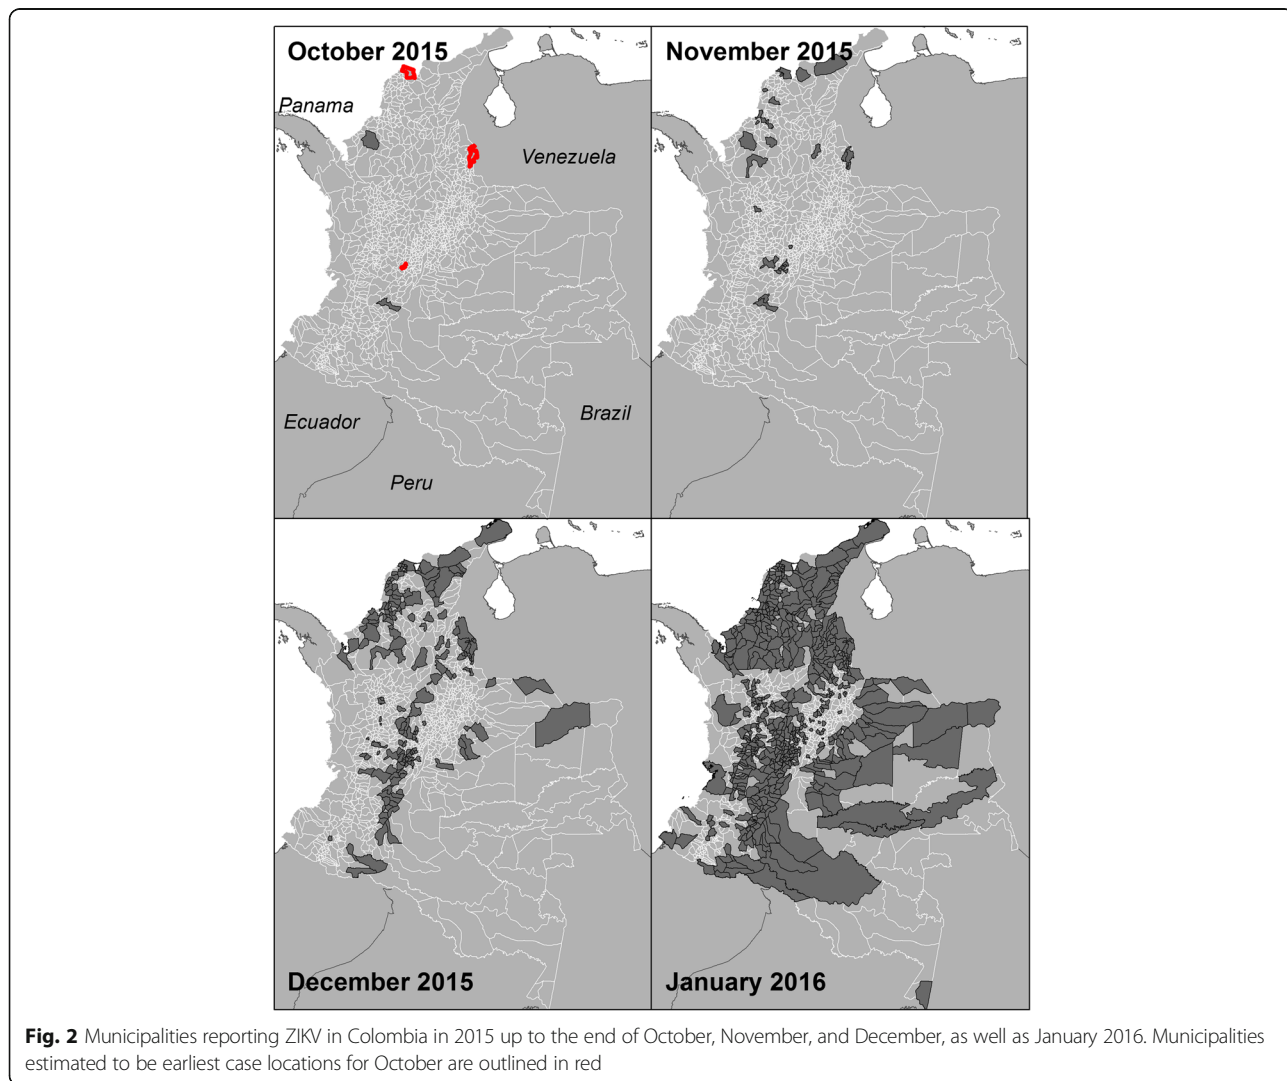 October 2015
November 2015
Panama
Venezuela
Ecuador
Brazil
Peru
December 2015
January 2016
Fig. 2 Municipalities reporting ZIKV in Colombia in 2015 up to the end of October, November, and December, as well as January 2016. Municipalities
estimated to be earliest case locations for October are outlined in red